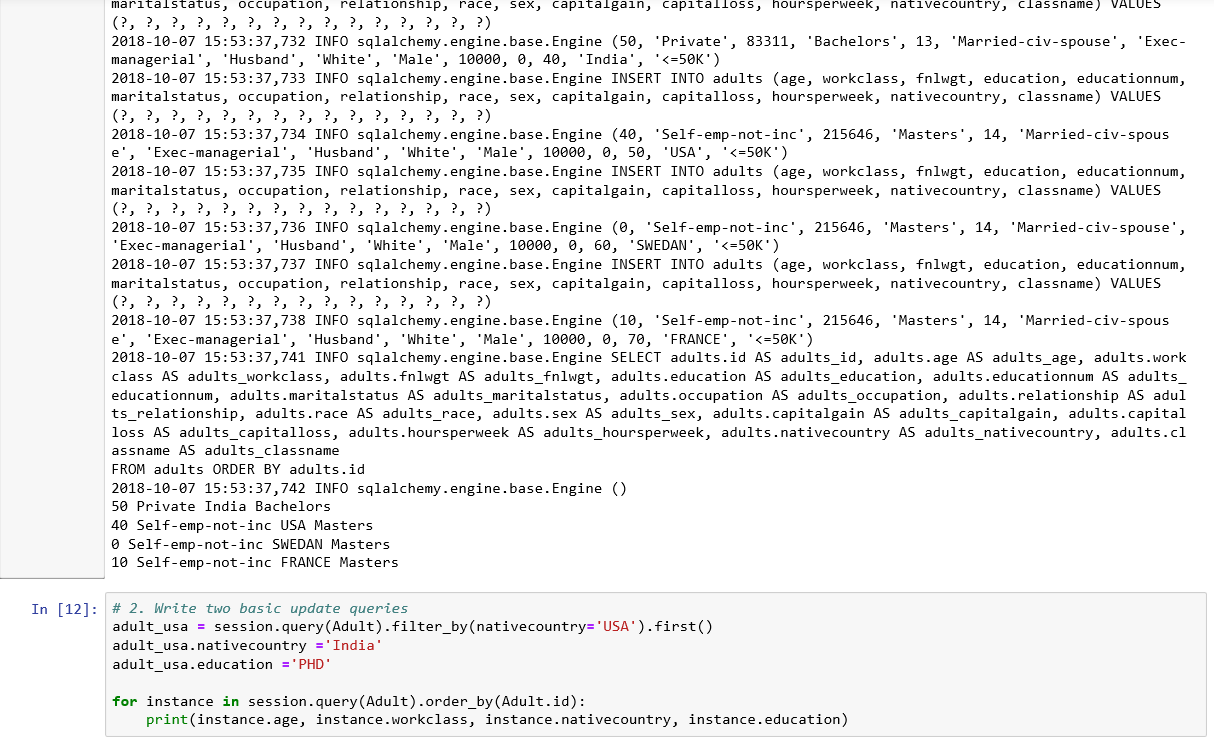 maritalstatus, occupation, relationship, race, sex, capitalgain, capitalloss, hoursperweek, nativecountry, classname) VALUES
(?, ?, ?, ?, ?, ?, ?, ?, ?, ?, ?, ?, ?, ?, ?)
2018-10-07 15:53:37,732 INFO sqlalchemy.engine.base.Engine (50, 'Private', 83311, 'Bachelors', 13, 'Married-civ-spouse', 'Exec-
managerial', 'Husband', 'White', 'Male', 10000, 0, 40, 'India', '<=50K')
2018-10-07 15:53:37,733 INFO sqlalchemy.engine.base.Engine INSERT INTO adults (age, workclass, fnlwgt, education, educationnum,
maritalstatus, occupation, relationship, race, sex, capitalgain, capitalloss, hoursperweek, nativecountry, classname) VALUES
(?, ?, ?, ?, ?, ?, ?, ?, ?, ?, ?, ?, ?, ?, ?)
2018-10-07 15:53:37,734 INFO sqlalchemy.engine.base.Engine (40, 'Self-emp-not-inc', 215646, 'Masters', 14, 'Married-civ-spous
e', 'Exec-managerial', 'Husband', 'White', 'Male', 10000, 0, 50, 'USA', '<=50K')
2018-10-07 15:53:37,735 INFO sqlalchemy.engine.base.Engine INSERT INTO adults (age, workclass, fnlwgt, education, educationnum,
maritalstatus, occupation, relationship, race, sex, capitalgain, capitalloss, hoursperweek, nativecountry, classname) VALUES
(?, ?, ?, ?, ?, ?, ?, ?, ?, ?, ?, ?, ?, ?, ?)
2018-10-07 15:53:37,736 INFO sqlalchemy.engine.base.Engine (0, 'Self-emp-not-inc', 215646, 'Masters', 14, 'Married-civ-spouse',
'Exec-managerial', 'Husband', 'White', 'Male', 10000, 0, 60, 'SWEDAN', '<=50K')
2018-10-07 15:53:37,737 INFO sqlalchemy.engine.base.Engine INSERT INTO adults (age, workclass, fnlwgt, education, educationnum,
maritalstatus, occupation, relationship, race, sex, capitalgain, capitalloss, hoursperweek, nativecountry, classname) VALUES
(?, ?, ?, ?, ?, ?, ?, ?, ?, ?, ?, ?, ?, ?, ?)
2018-10-07 15:53:37,738 INFO sqlalchemy.engine.base.Engine (10, 'Self-emp-not-inc', 215646, 'Masters', 14, 'Married-civ-spous
e', 'Exec-managerial', 'Husband', 'White', 'Male', 10000, 0, 70, 'FRANCE', '<=50K')
2018-10-07 15:53:37,741 INFO sqlalchemy.engine.base.Engine SELECT adults.id AS adults_id, adults.age AS adults_age, adults.work
class AS adults_workclass, adults.fnlwgt AS adults_fnlwgt, adults.education AS adults_education, adults.educationnum AS adults_
educationnum, adults.maritalstatus AS adults_maritalstatus, adults.occupation AS adults_occupation, adults.relationship AS adul
ts_relationship, adults.race AS adults_race, adults.sex AS adults_sex, adults.capitalgain AS adults_capitalgain, adults.capital
loss AS adults_capitalloss, adults.hoursperweek AS adults_hoursperweek, adults.nativecountry AS adults_nativecountry, adults.cl
assname AS adults_classname
FROM adults ORDER BY adults.id
2018-10-07 15:53:37,742 INFO sqlalchemy.engine.base.Engine ()
50 Private India Bachelors
40 Self-emp-not-inc USA Masters
0 Self-emp-not-inc SWEDAN Masters
10 Self-emp-not-inc FRANCE Masters
In [12]: # 2. Write two basic update queries
adult_usa = session.query(Adult).filter_by(nativecountry='USA').first()
adult_usa.nativecountry ='India'
adult_usa.education ='PHD'
for instance in session.query(Adult).order_by(Adult.id):
print(instance.age, instance.workclass, instance.nativecountry, instance.education)